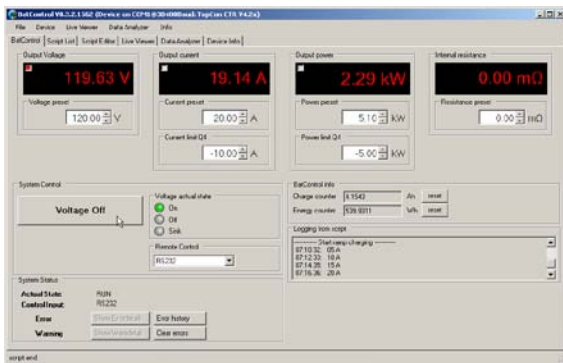 BatControl V0.3.2.1562 (Device on COM1@38400Baud: TopCon CTR V4.2x)
File Device Live Viewer Data Analyzer Info
BatControl Script List Script Editor Live Viewer Data Analyzer Device Info
Output Voltage
119.63 V
Voltage preset
120.00 V
Output current
19.14 A
Current preset
20.00 A
Current limit Q4
-10.00 A
Output power
2.29 kW
Power preset
5.10 kW
Power limit Q4
-5.00 kW
Internal resistance
0.00 mΩ
Resistance preset
0.00 mΩ
System Control
Voltage Off
Voltage actual state
On
Off
Sink
Remote Control
RS232
BatControl info
Charge counter 4.1543 Ah reset
Energy counter Wh reset
Logging from script
---------- Start ramp charging ----------
07:10:32: 05 A
07:12:33: 10 A
07:14:35: 15 A
07:16:36: 20 A
System Status
Actual State: RUN
Control Input: RS232
Error Show Error detail Error history
Warning Show Warn detail Clear errors
script end